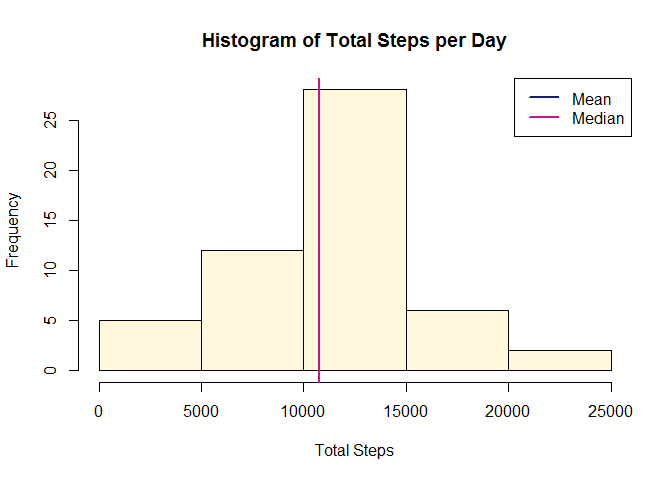 Histogram of Total Steps per Day
Mean
Median
Frequency
25
20
15
10
5
0
0 5000 10000 15000 20000 25000
Total Steps